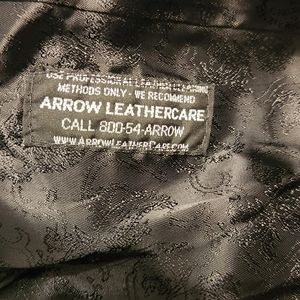 USE PROFESSIONAL LEATHER CLEANING
METHODS ONLY - WE RECOMMEND
ARROW LEATHERCARE
CALL 800-54-ARROW
WWW.ARROWLEATHERCARE.COM